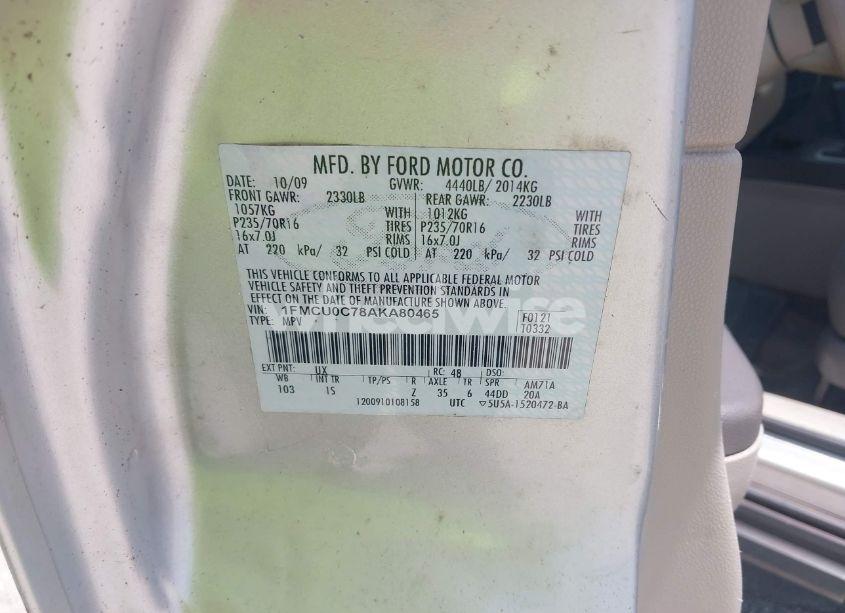 MFD. BY FORD MOTOR CO.
DATE: 10/09 GVWR: 4440LB/ 2014KG
FRONT GAWR: 2330LB REAR GAWR: 2230LB
1057KG WITH 1012KG WITH
P235/70R16 TIRES P235/70R16 TIRES
16x7.0J RIMS 16x7.0J RIMS
AT 220 kPa/ 32 PSI COLD AT 220 kPa/ 32 PSI COLD
THIS VEHICLE CONFORMS TO ALL APPLICABLE FEDERAL MOTOR
VEHICLE SAFETY AND THEFT PREVENTION STANDARDS IN
EFFECT ON THE DATE OF MANUFACTURE SHOWN ABOVE.
VIN: 1FMCU0C78AKA80465 F0121
TYPE: MPV T0332
wheelwise
EXT PNT: UX RC: 48 DSO:
WB INT TR TP/PS R AXLE TR SPR AM71A
103 IS Z 35 6 44DD 20A
120091010 8158 UTC ▽5U5A-1520472-BA